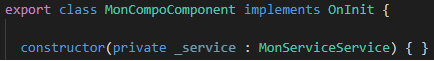 export class MonCompoComponent implements OnInit {
constructor(private _service : MonServiceService) { }